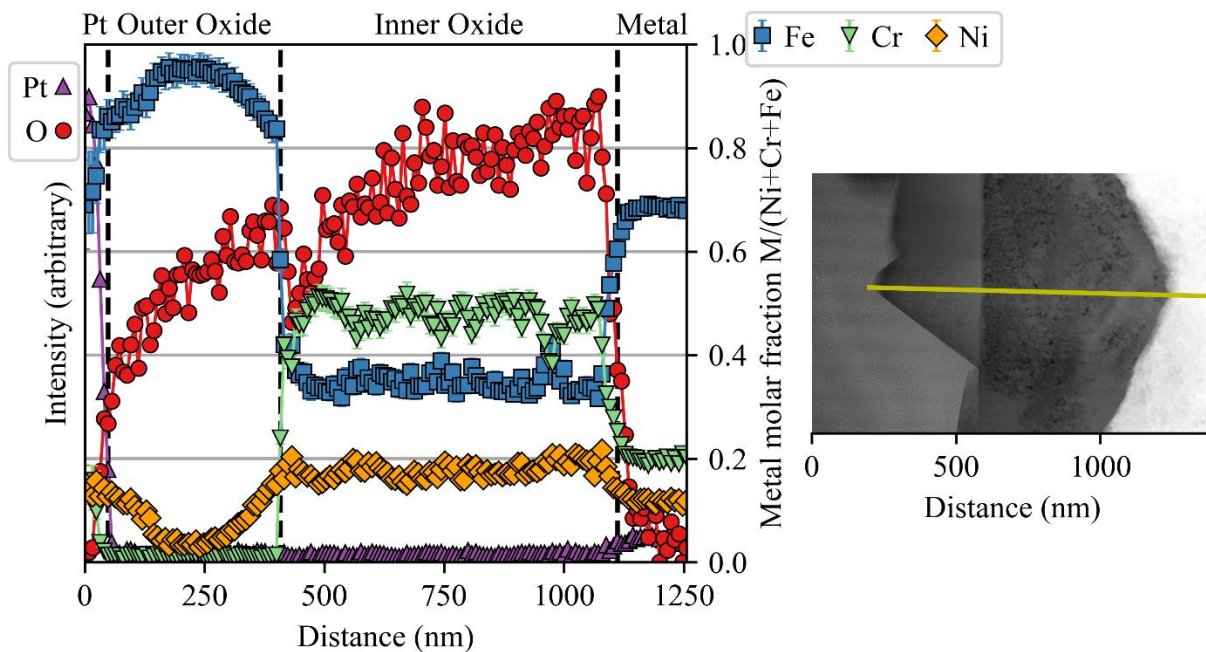 Pt Outer Oxide Inner Oxide Metal
Pt
O
Fe Cr Ni
Intensity (arbitrary)
1.0
0.8
0.6
0.4
0.2
0.0
Metal molar fraction M/(Ni+Cr+Fe)
0 250 500 750 1000 1250
Distance (nm)
0 500 1000
Distance (nm)